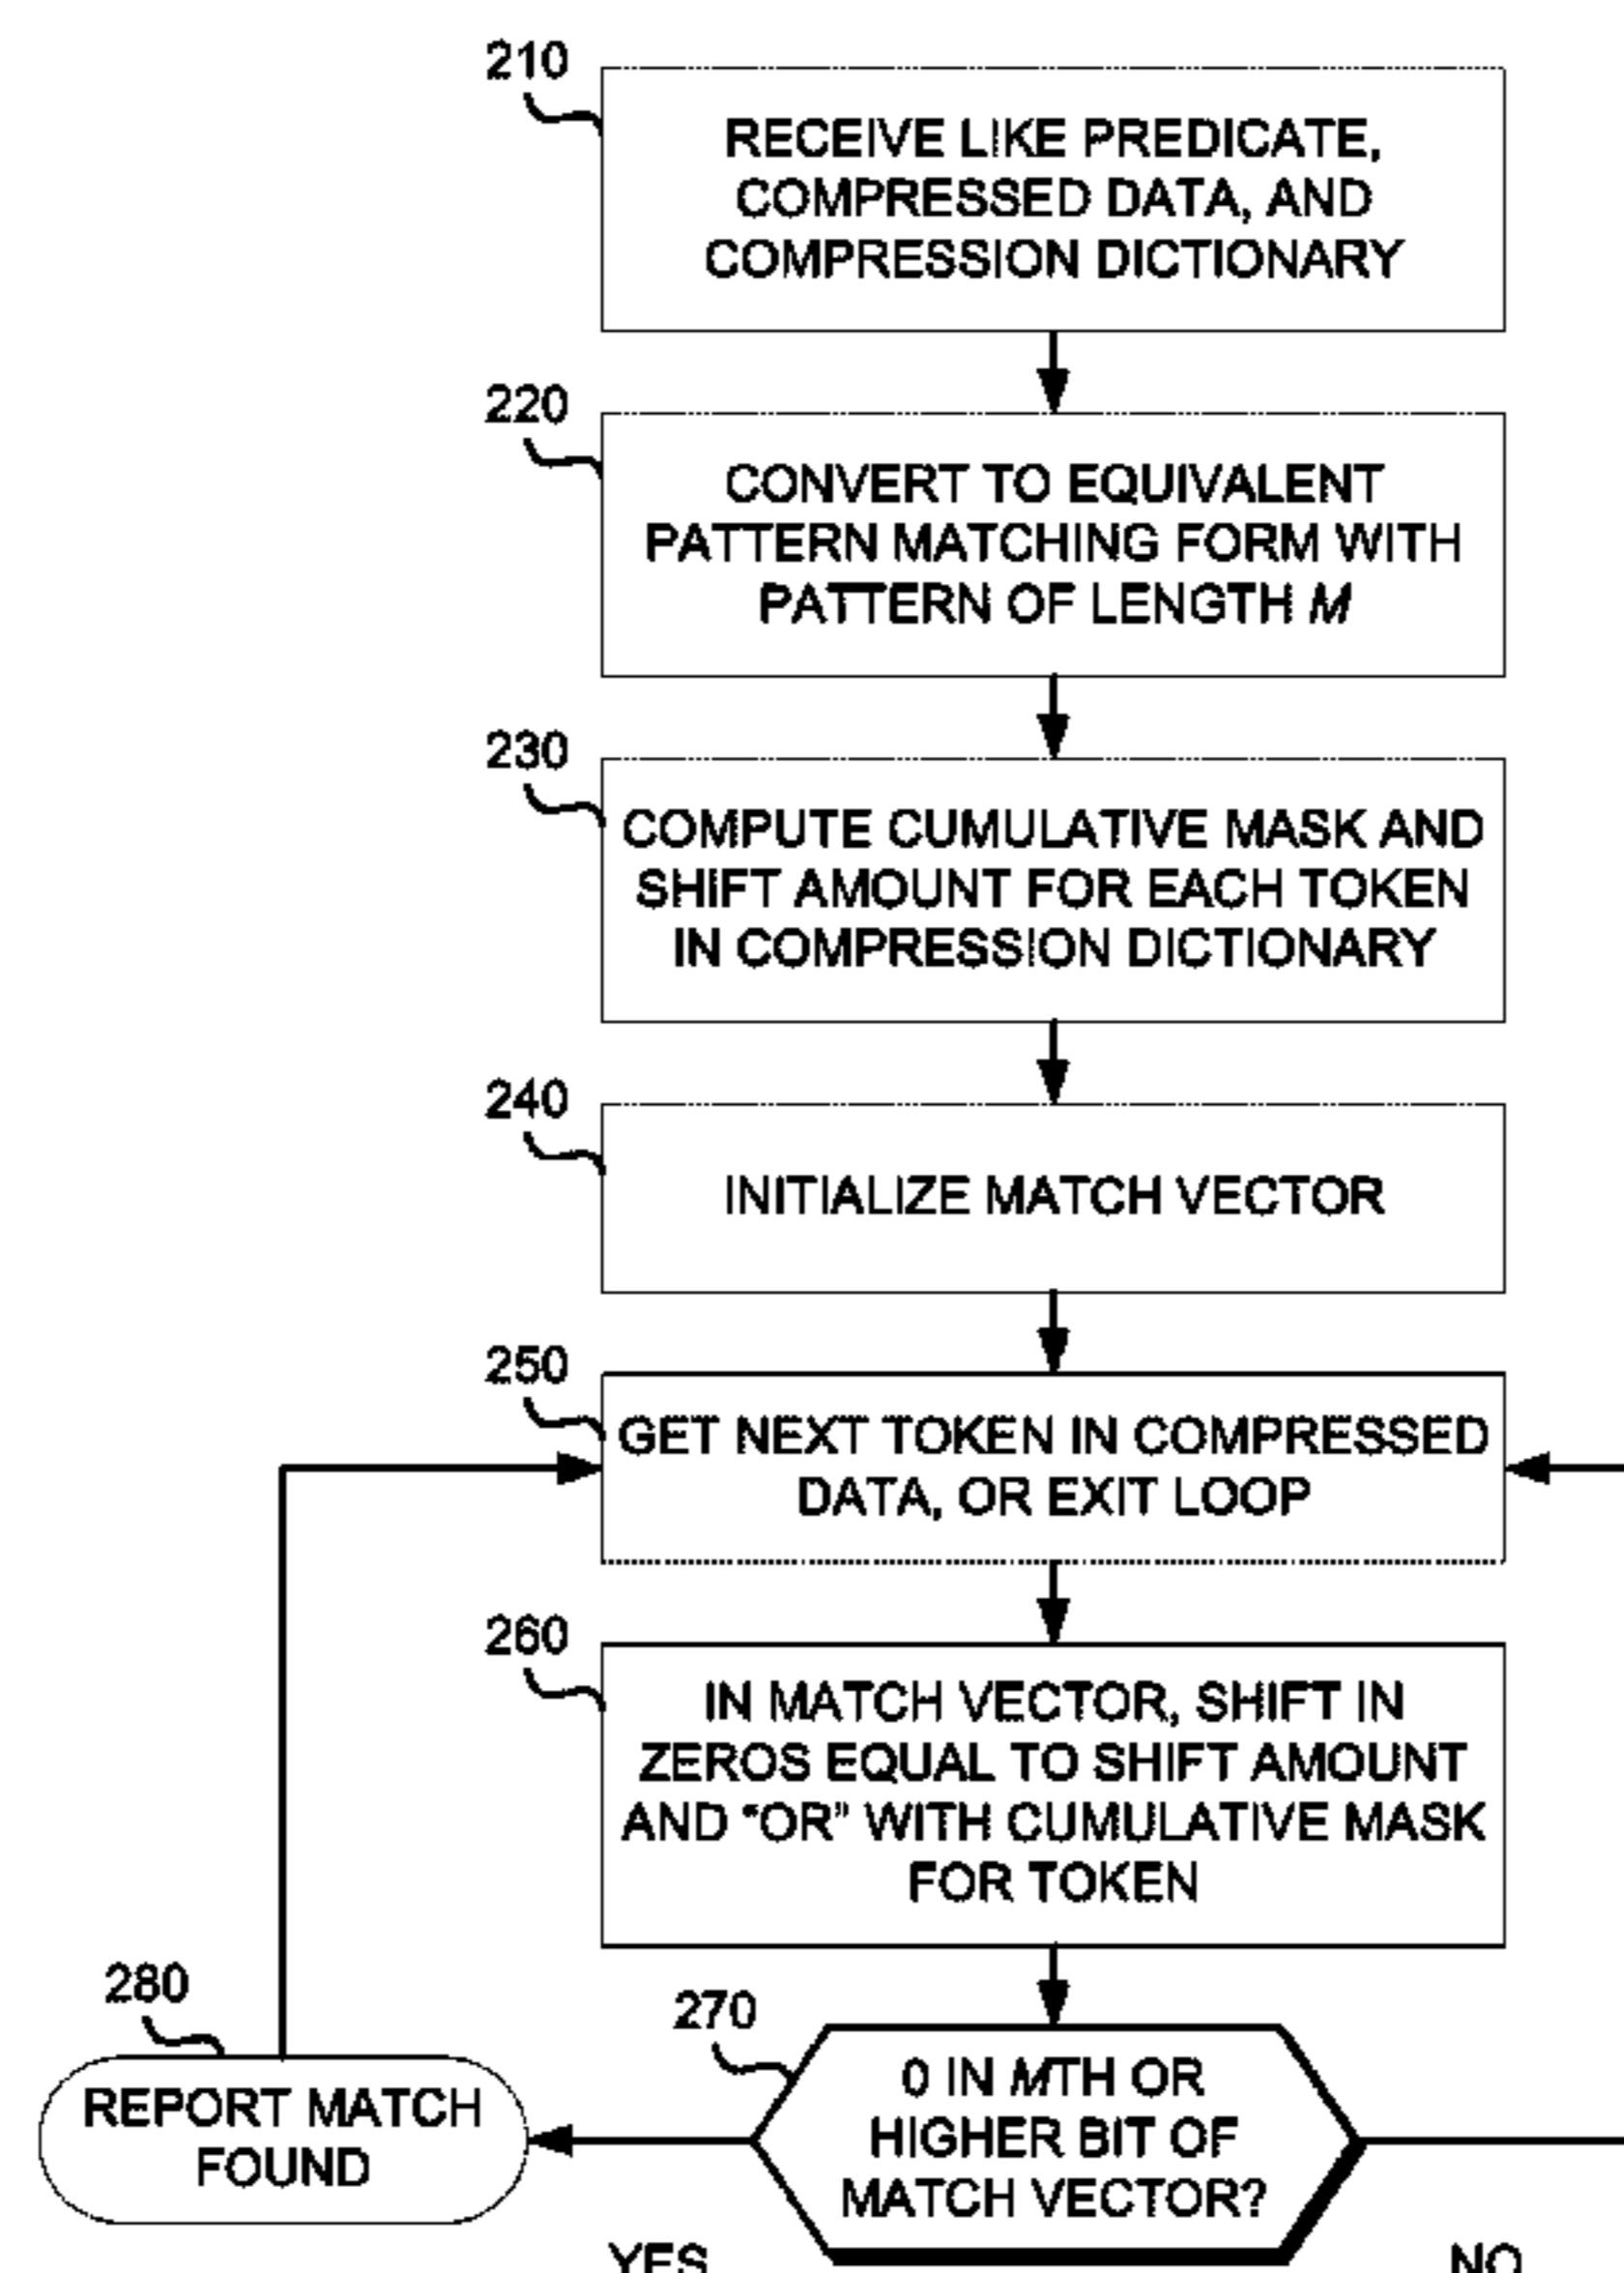 210
RECEIVE LIKE PREDICATE,
COMPRESSED DATA, AND
COMPRESSION DICTIONARY
220
CONVERT TO EQUIVALENT
PATTERN MATCHING FORM WITH
PATTERN OF LENGTH M
230
COMPUTE CUMULATIVE MASK AND
SHIFT AMOUNT FOR EACH TOKEN
IN COMPRESSION DICTIONARY
240
INITIALIZE MATCH VECTOR
250
GET NEXT TOKEN IN COMPRESSED
DATA, OR EXIT LOOP
260
IN MATCH VECTOR, SHIFT IN
ZEROS EQUAL TO SHIFT AMOUNT
AND "OR" WITH CUMULATIVE MASK
FOR TOKEN
280
REPORT MATCH
FOUND
270
0 IN MTH OR
HIGHER BIT OF
MATCH VECTOR?
YES
NO